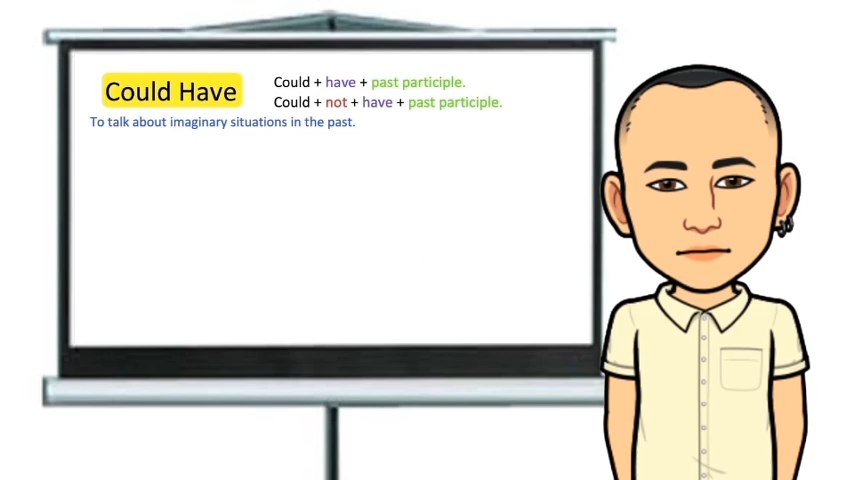 Could Have
Could + have + past participle.
Could + not + have + past participle.
To talk about imaginary situations in the past.